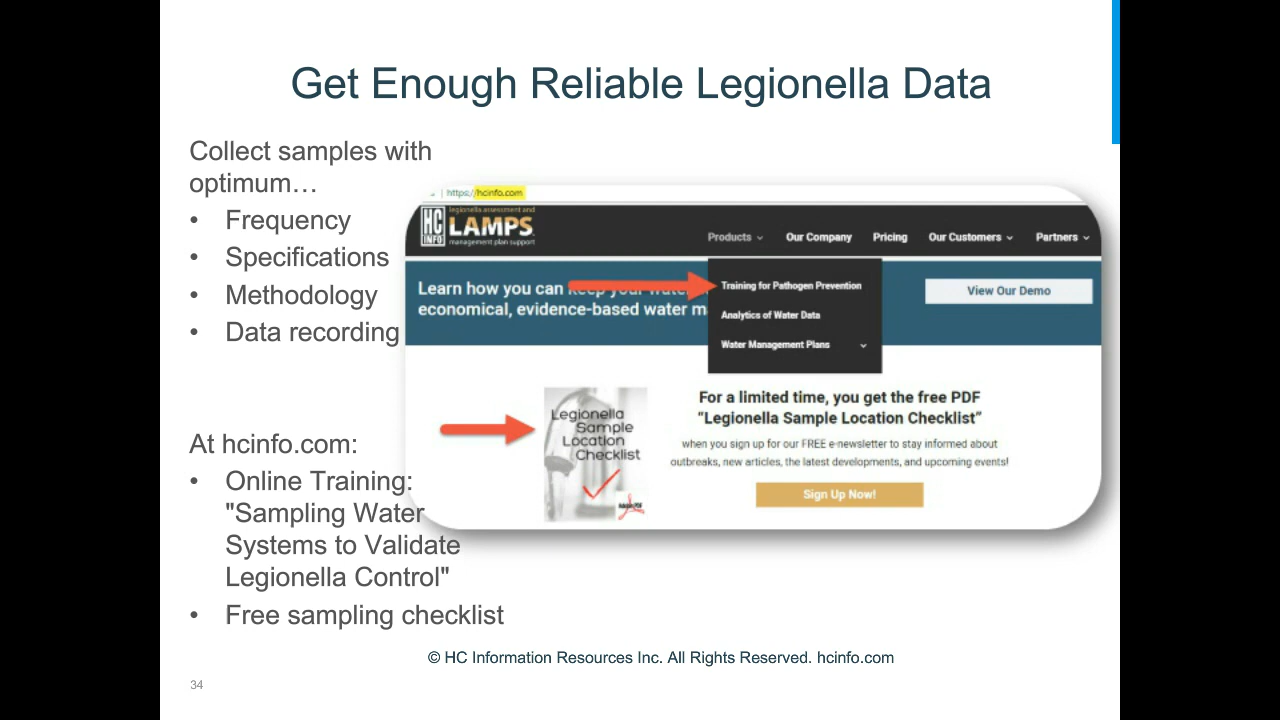 Get Enough Reliable Legionella Data
Collect samples with
optimum…
• Frequency
• Specifications
• Methodology
• Data recording
https://hcinfo.com
HC
INFO
legionella assessment and
LAMPS
management plan support
Products
Our Company
Pricing
Our Customers
Partners
Learn how you can keep your water
economical, evidence-based water m
Training for Pathogen Prevention
Analytics of Water Data
Water Management Plans
View Our Demo
Legionella
Sample
Location
Checklist
Adobe PDF
For a limited time, you get the free PDF
“Legionella Sample Location Checklist”
when you sign up for our FREE e-newsletter to stay informed about
outbreaks, new articles, the latest developments, and upcoming events!
Sign Up Now!
At hcinfo.com:
• Online Training:
"Sampling Water
Systems to Validate
Legionella Control"
• Free sampling checklist
© HC Information Resources Inc. All Rights Reserved. hcinfo.com
34